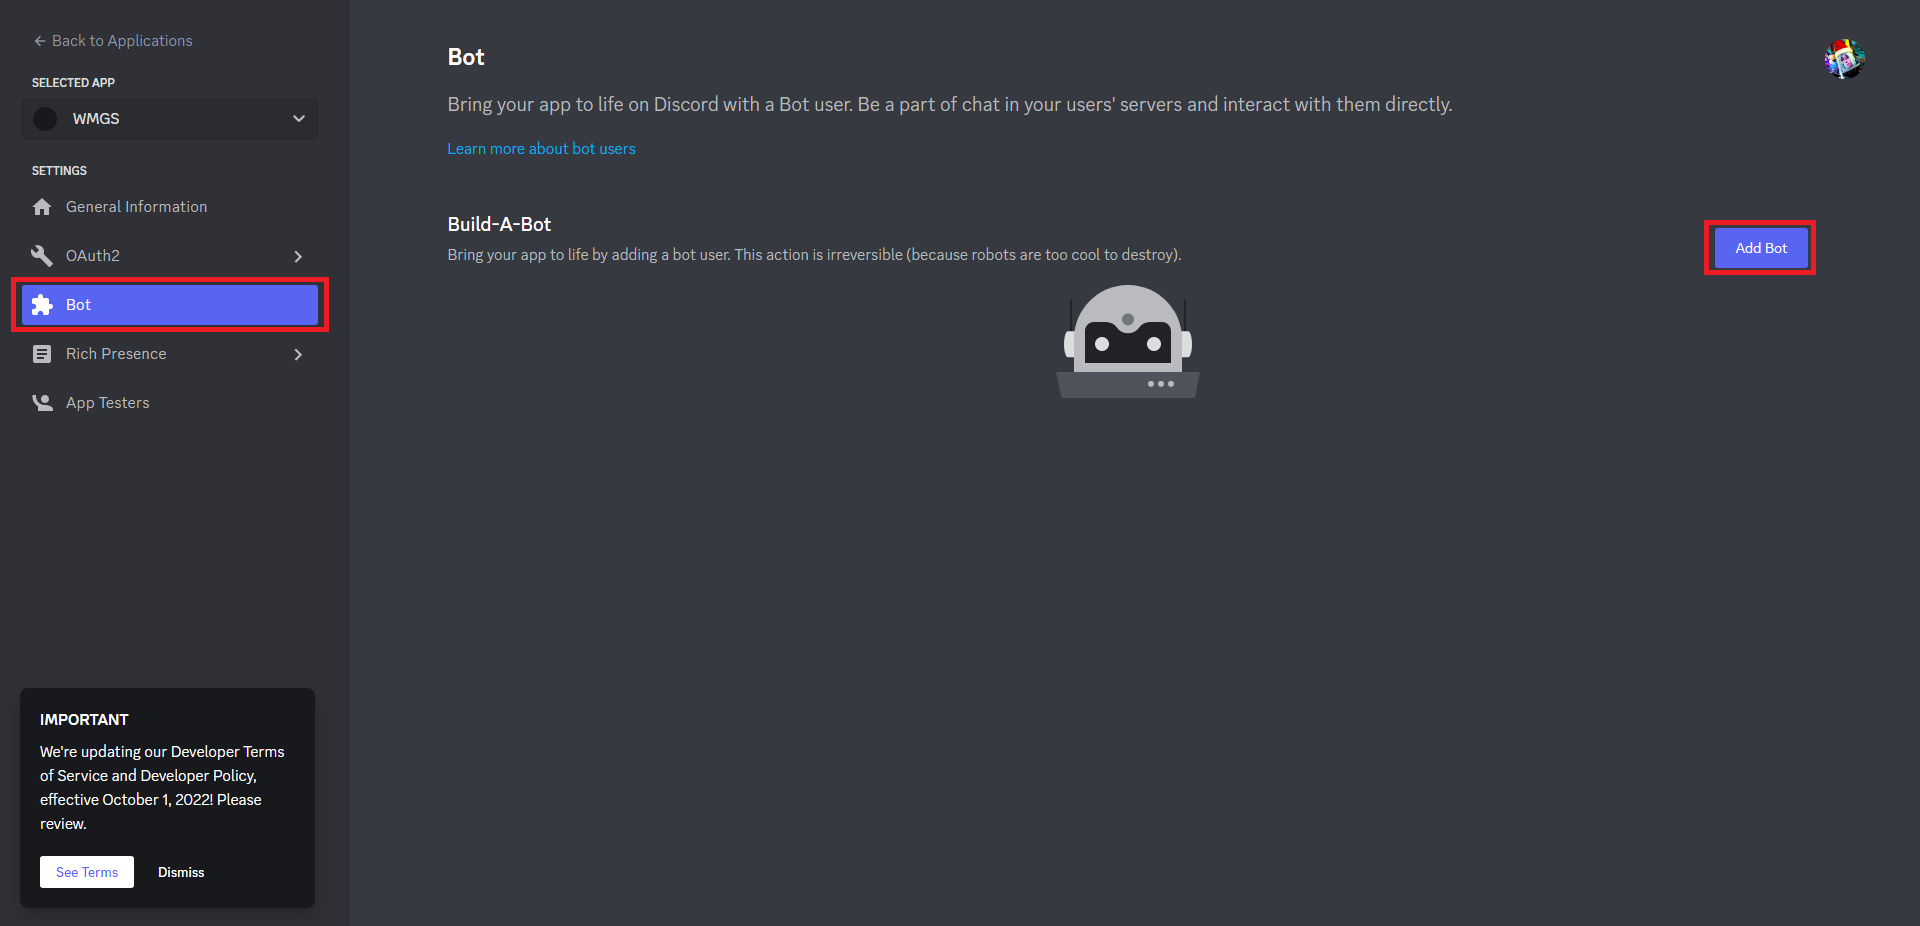 Back to Applications
SELECTED APP
WMGS
SETTINGS
General Information
OAuth2
Bot
Rich Presence
App Testers
IMPORTANT
We're updating our Developer Terms
of Service and Developer Policy,
effective October 1, 2022! Please
review.
See Terms
Dismiss
Bot
Bring your app to life on Discord with a Bot user. Be a part of chat in your users' servers and interact with them directly.
Learn more about bot users
Build-A-Bot
Bring your app to life by adding a bot user. This action is irreversible (because robots are too cool to destroy).
Add Bot